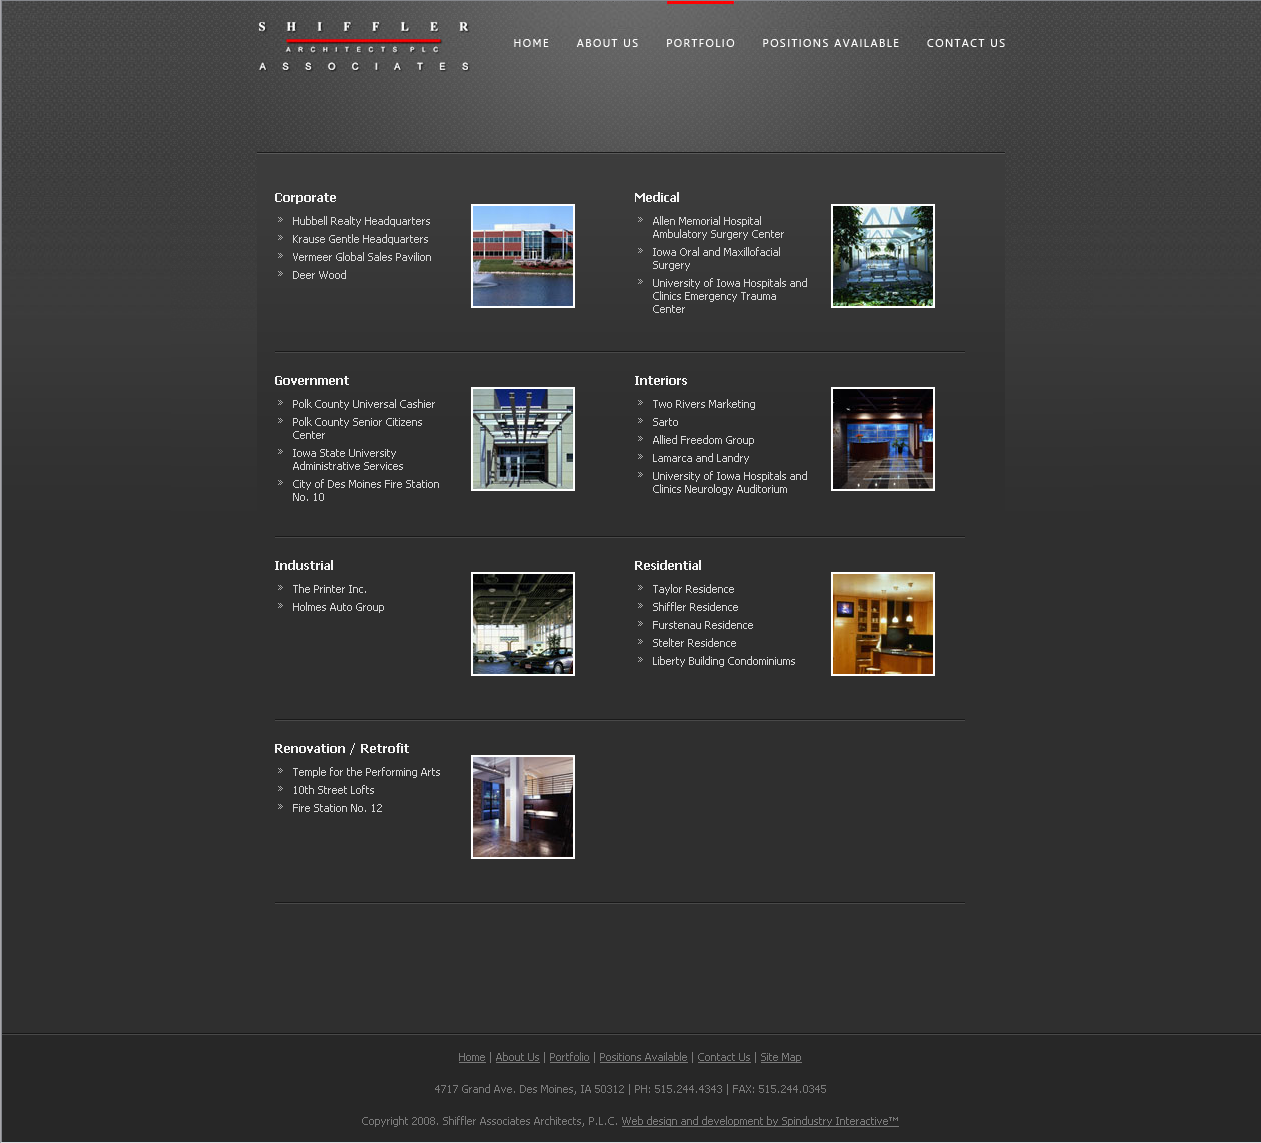 SHIFFLER
ARCHITECTS PLC
ASSOCIATES
HOME ABOUT US PORTFOLIO POSITIONS AVAILABLE CONTACT US
Corporate
» Hubbell Realty Headquarters
» Krause Gentle Headquarters
» Vermeer Global Sales Pavilion
» Deer Wood
Medical
» Allen Memorial Hospital
Ambulatory Surgery Center
» Iowa Oral and Maxillofacial
Surgery
» University of Iowa Hospitals and
Clinics Emergency Trauma
Center
Government
» Polk County Universal Cashier
» Polk County Senior Citizens
Center
» Iowa State University
Administrative Services
» City of Des Moines Fire Station
No. 10
Interiors
» Two Rivers Marketing
» Sarto
» Allied Freedom Group
» Lamarca and Landry
» University of Iowa Hospitals and
Clinics Neurology Auditorium
Industrial
» The Printer Inc.
» Holmes Auto Group
Residential
» Taylor Residence
» Shiffler Residence
» Furstenau Residence
» Stelter Residence
» Liberty Building Condominiums
Renovation / Retrofit
» Temple for the Performing Arts
» 10th Street Lofts
» Fire Station No. 12
Home | About Us | Portfolio | Positions Available | Contact Us | Site Map
4717 Grand Ave. Des Moines, IA 50312 | PH: 515.244.4343 | FAX: 515.244.0345
Copyright 2008. Shiffler Associates Architects, P.L.C. Web design and development by Spindustry Interactive™